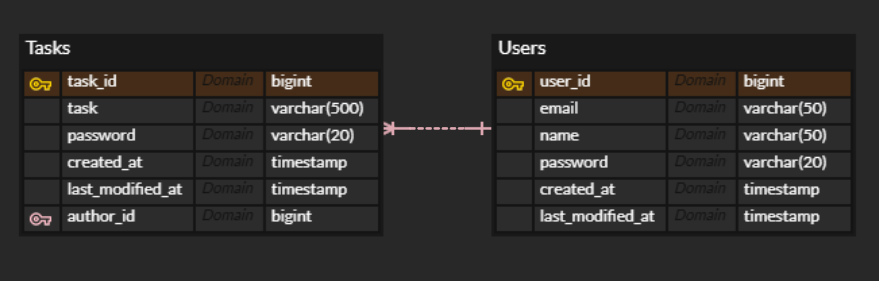 Tasks
task_id Domain bigint
task Domain varchar(500)
password Domain varchar(20)
created_at Domain timestamp
last_modified_at Domain timestamp
author_id Domain bigint
Users
user_id Domain bigint
email Domain varchar(50)
name Domain varchar(50)
password Domain varchar(20)
created_at Domain timestamp
last_modified_at Domain timestamp